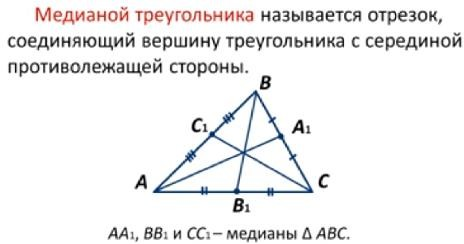 Медианой треугольника называется отрезок,
соединяющий вершину треугольника с серединой
противолежащей стороны.
B
C₁
A₁
A
C
B₁
AA₁, BB₁ и CC₁ – медианы Δ ABC.